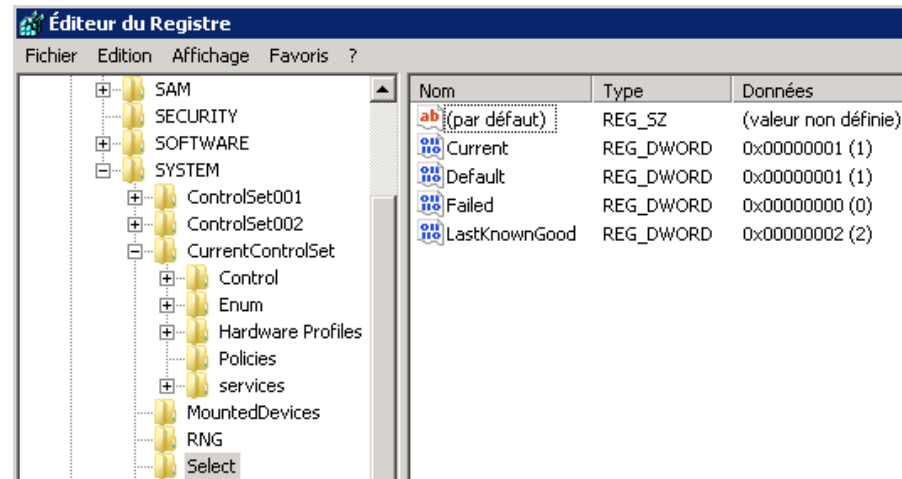 Éditeur du Registre
Fichier Edition Affichage Favoris ?
SAM
SECURITY
SOFTWARE
SYSTEM
ControlSet001
ControlSet002
CurrentControlSet
Control
Enum
Hardware Profiles
Policies
services
MountedDevices
RNG
Select
Nom Type Données
(par défaut) REG_SZ (valeur non définie)
Current REG_DWORD 0x00000001 (1)
Default REG_DWORD 0x00000001 (1)
Failed REG_DWORD 0x00000000 (0)
LastKnownGood REG_DWORD 0x00000002 (2)